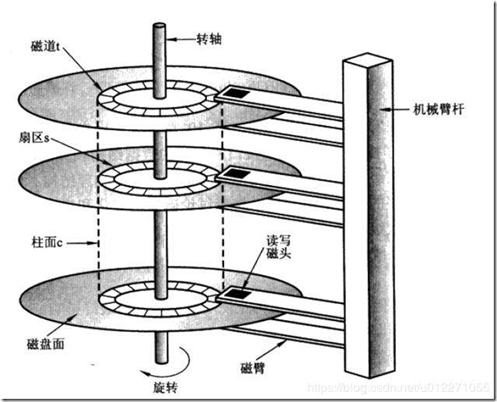 磁道t
转轴
机械臂杆
扇区s
柱面c
读写
磁头
磁盘面
磁臂
旋转
https://blog.csdn.net/u012271055